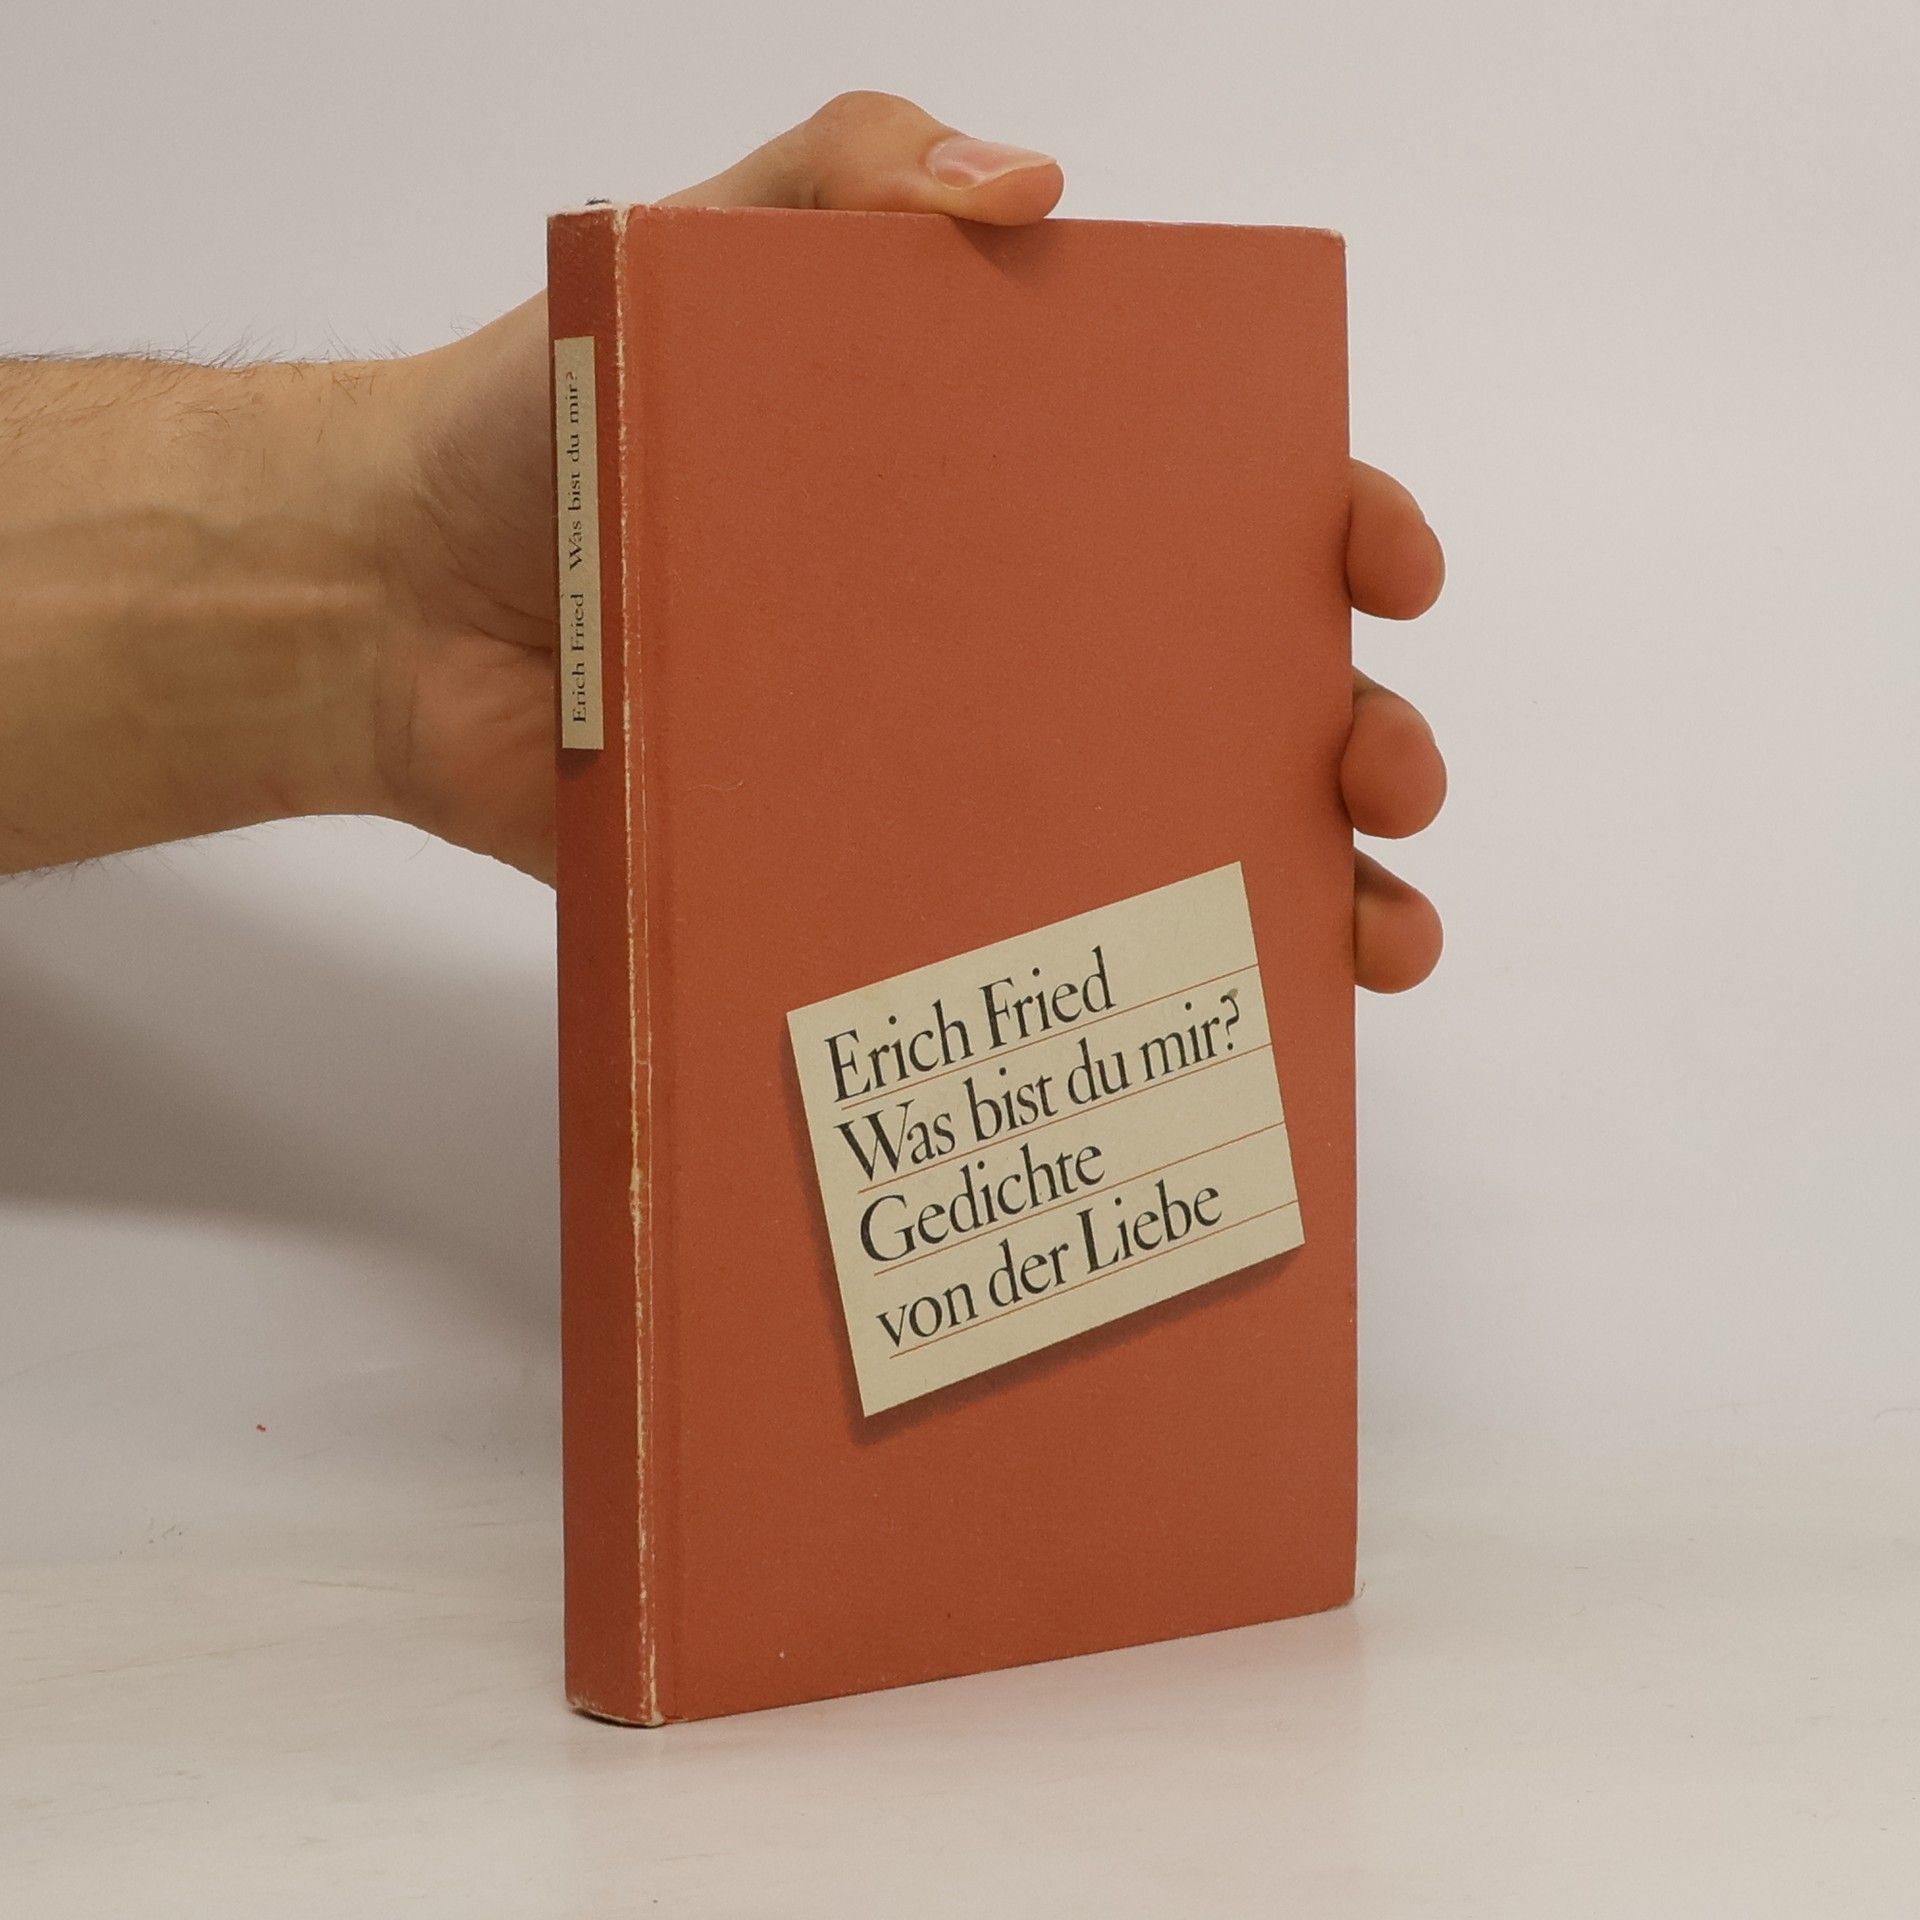 Erich Fried Was bist du mir?
Erich Fried
Was bist du mir?
Gedichte
von der Liebe